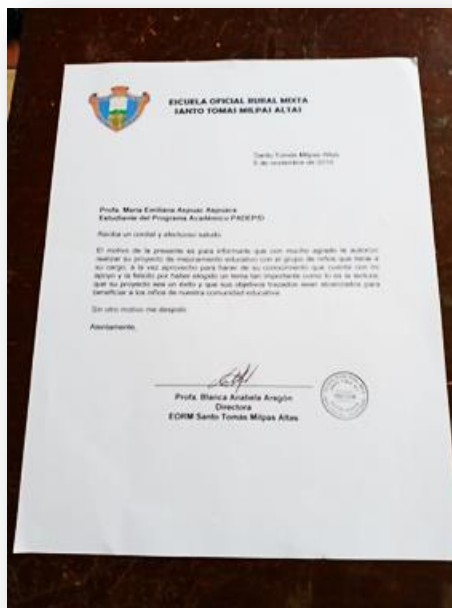 ESCUELA OFICIAL RURAL MIXTA
SANTO TOMAS MILPAS ALTAS
Santo Tomás Milpas Altas
5 de noviembre de 2019
Profa. María Emiliana
Estudiante del Programa Académico PADEP/D
Reciba un cordial y afectuoso saludo
El motivo de la presente es para informarle que con mucho agrado le autorizo
realizar su proyecto de mejoramiento educativo con el grupo de niños que tiene a
su cargo, a la vez aprovecho para hacer de su conocimiento que cuenta con mi
apoyo y la felicito por haber elegido un tema tan importante como lo es la lectura,
que su proyecto sea un éxito y que sus objetivos trazados sean alcanzados para
beneficiar a los niños de nuestra comunidad educativa.
Sin otro motivo me despido
Atentamente,
Profa. Blanca Anabela Aragón
Directora
EORM Santo Tomás Milpas Altas